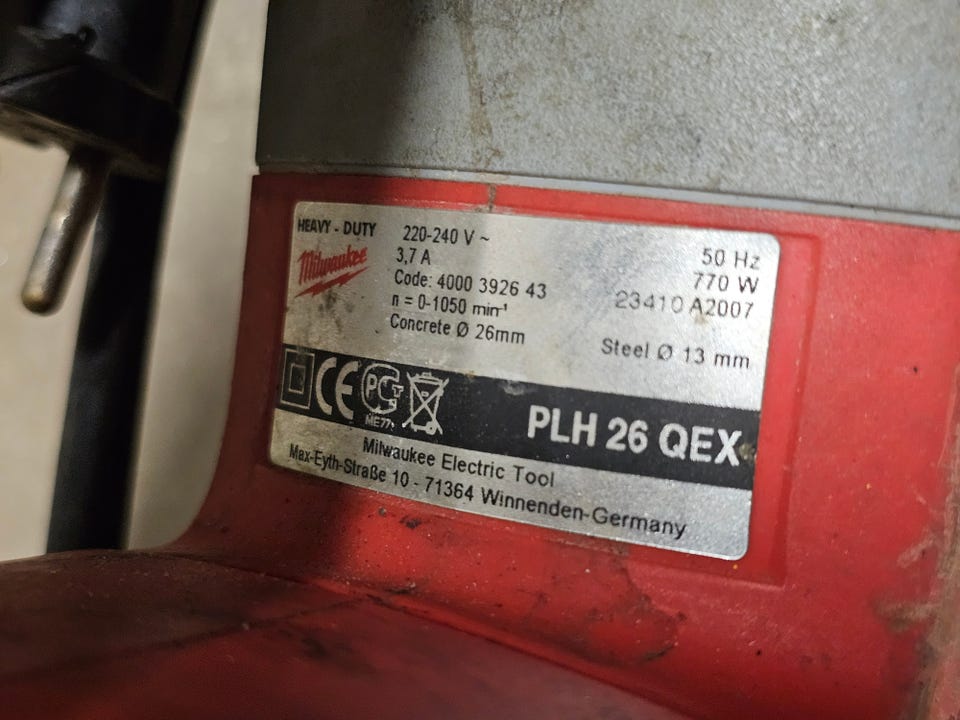 HEAVY - DUTY
Milwaukee
220-240 V ~
50 Hz
3,7 A
770 W
Code: 4000 3926 43
23410 A2007
n = 0-1050 min⁻¹
Concrete Ø 26mm
Steel Ø 13 mm
CE
PCT
ME77
PLH 26 QEX
Milwaukee Electric Tool
Max-Eyth-Straße 10 - 71364 Winnenden-Germany